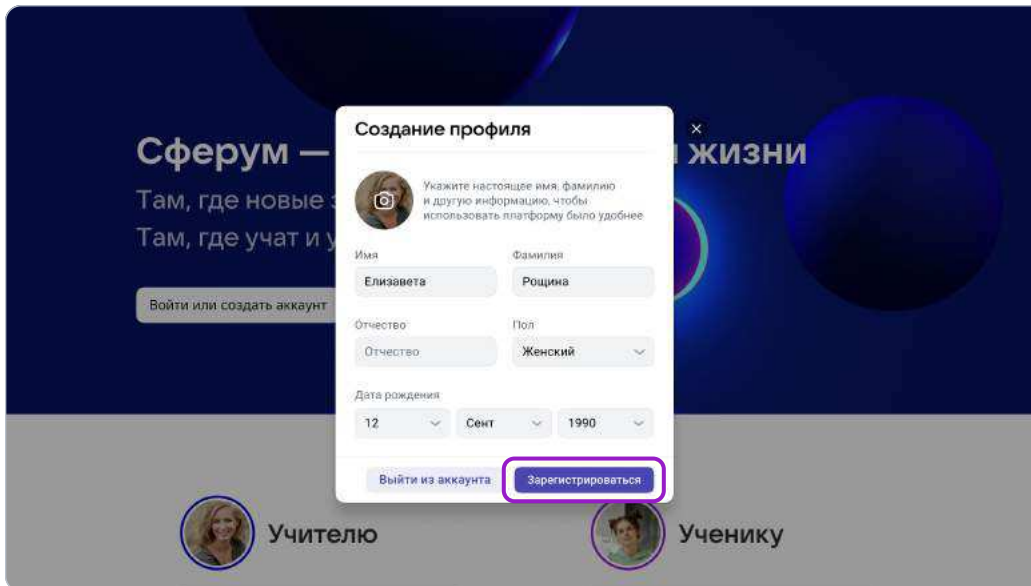 Создание профиля
Сферум —
жизни
Там, где новые
Там, где учат и
Укажите настоящее имя, фамилию
и другую информацию, чтобы
использовать платформу было удобнее
Имя
Фамилия
Елизавета
Рощина
Войти или создать аккаунт
Отчество
Пол
Отчество
Женский
Дата рождения
12
Сент
1990
Выйти из аккаунта
Зарегистрироваться
Учителю
Ученику